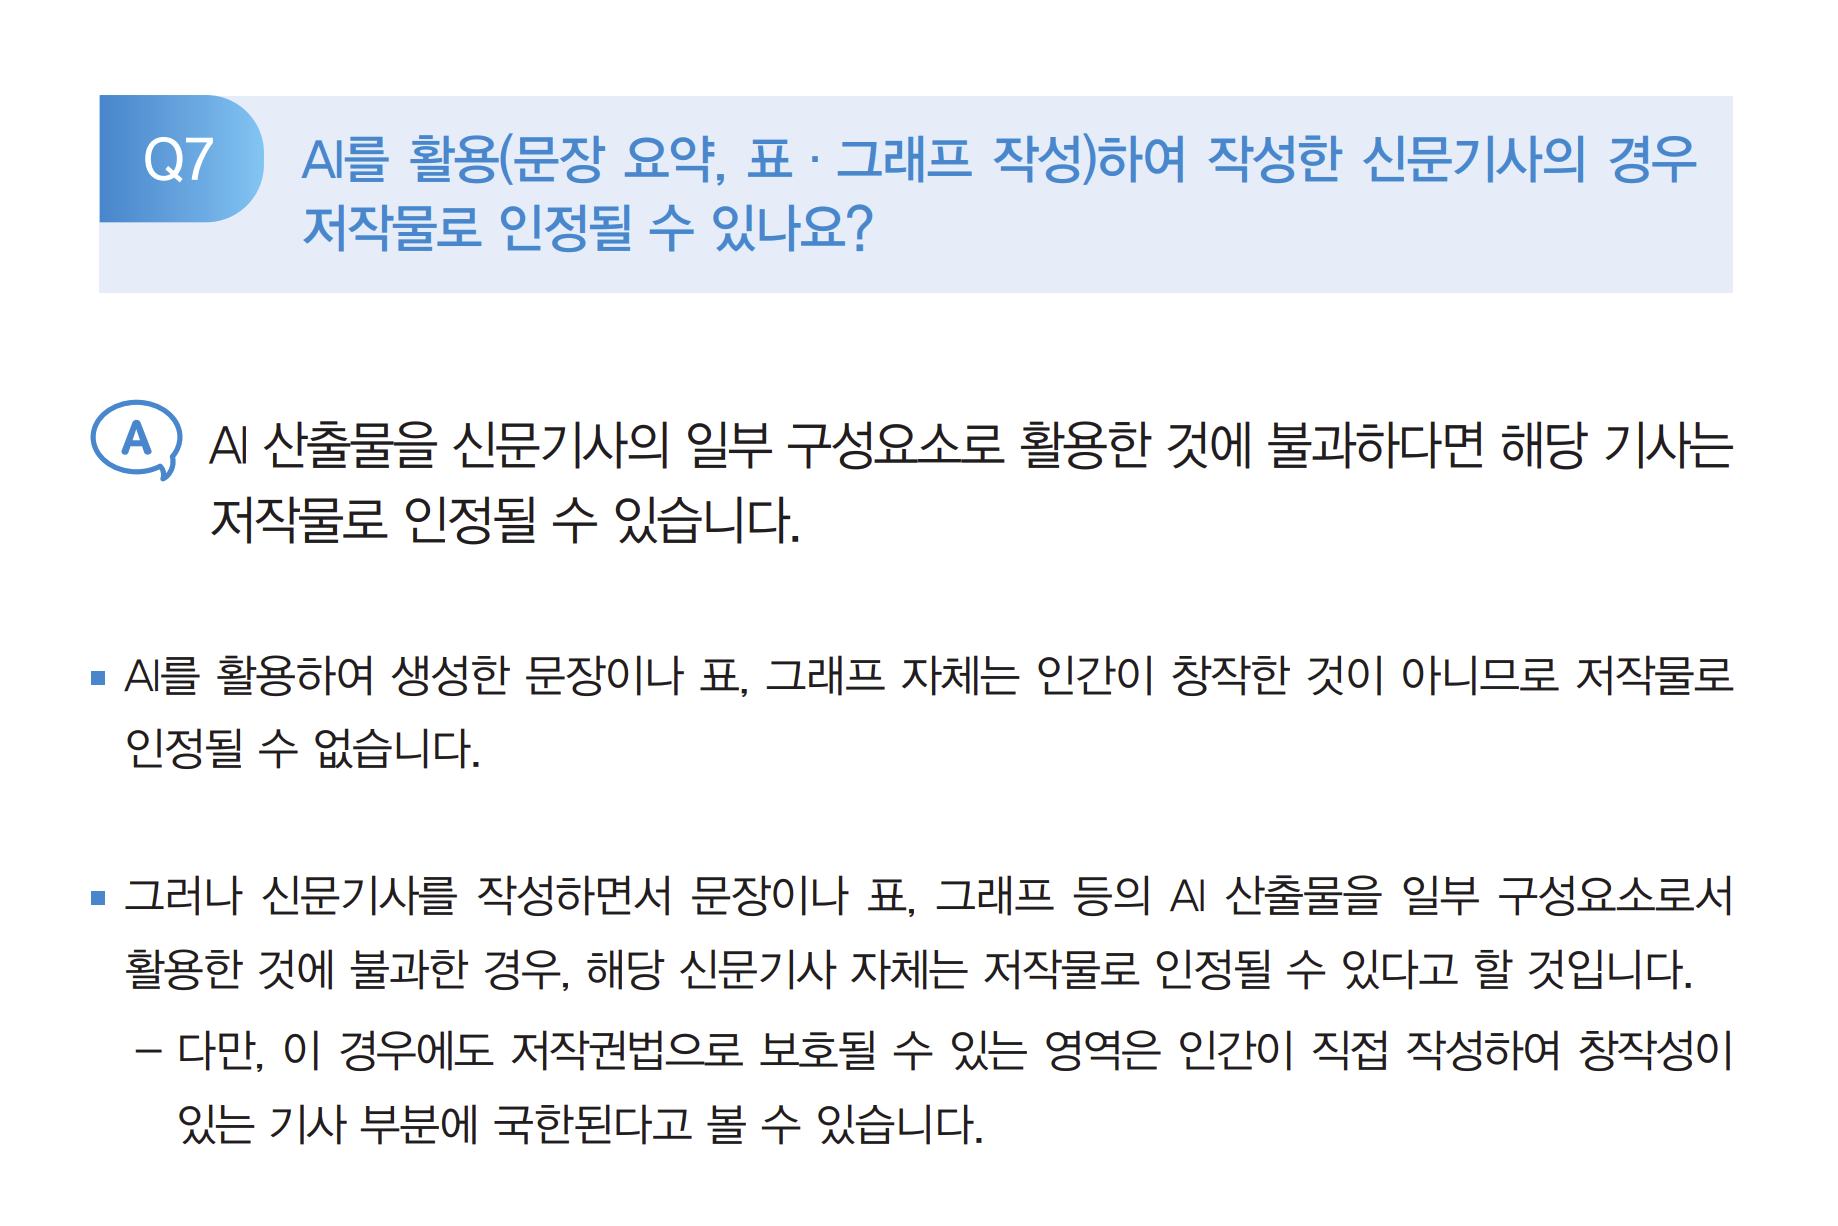 Q7
AI를 활용(문장 요약, 표 · 그래프 작성)하여 작성한 신문기사의 경우
저작물로 인정될 수 있나요?
A
AI 산출물을 신문기사의 일부 구성요소로 활용한 것에 불과하다면 해당 기사는
저작물로 인정될 수 있습니다.
▪ AI를 활용하여 생성한 문장이나 표, 그래프 자체는 인간이 창작한 것이 아니므로 저작물로
인정될 수 없습니다.
▪ 그러나 신문기사를 작성하면서 문장이나 표, 그래프 등의 AI 산출물을 일부 구성요소로서
활용한 것에 불과한 경우, 해당 신문기사 자체는 저작물로 인정될 수 있다고 할 것입니다.
– 다만, 이 경우에도 저작권법으로 보호될 수 있는 영역은 인간이 직접 작성하여 창작성이
있는 기사 부분에 국한된다고 볼 수 있습니다.